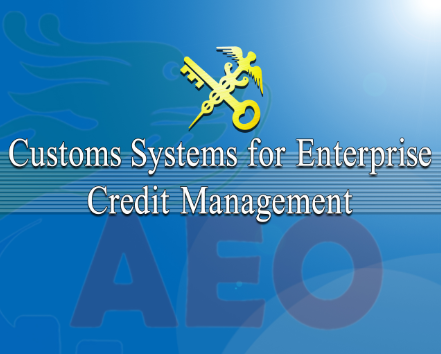 Customs Systems for Enterprise
Credit Management
AEO